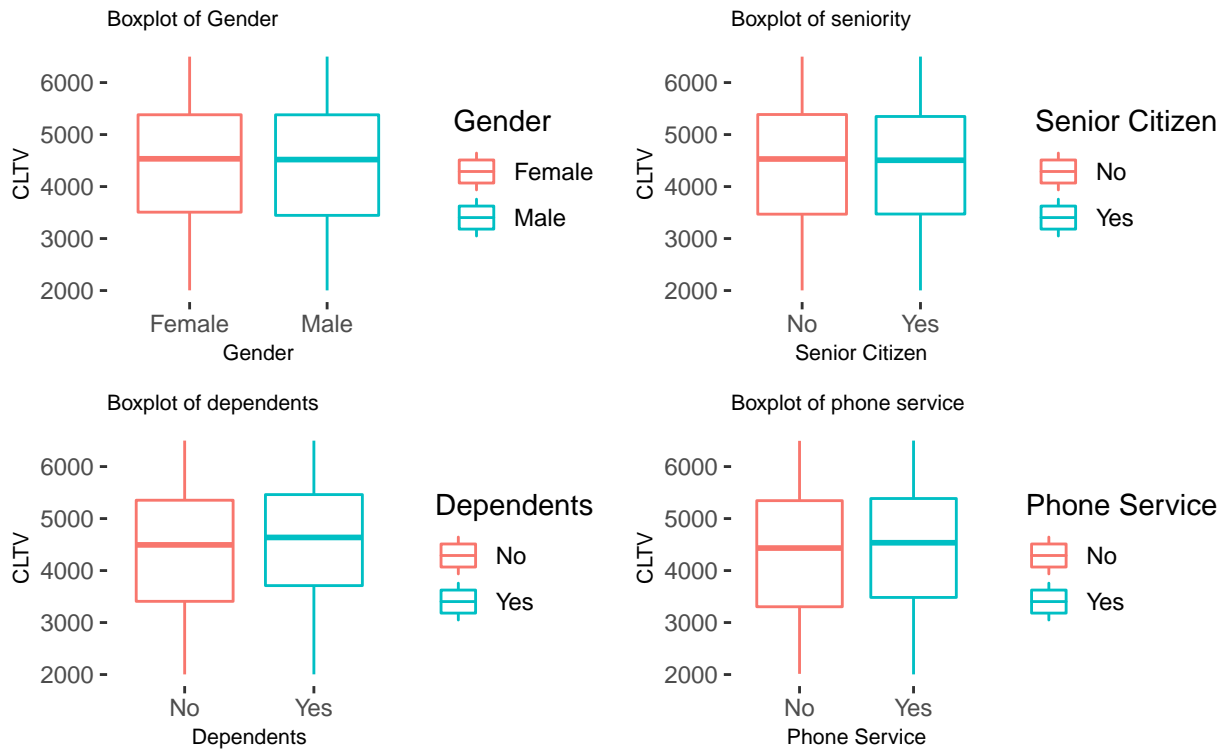 Boxplot of Gender
6000
5000
4000
3000
2000
CLTV
Female Male
Gender
Gender
Female
Male
Boxplot of seniority
6000
5000
4000
3000
2000
CLTV
No Yes
Senior Citizen
Senior Citizen
No
Yes
Boxplot of dependents
6000
5000
4000
3000
2000
CLTV
No Yes
Dependents
Dependents
No
Yes
Boxplot of phone service
6000
5000
4000
3000
2000
CLTV
No Yes
Phone Service
Phone Service
No
Yes